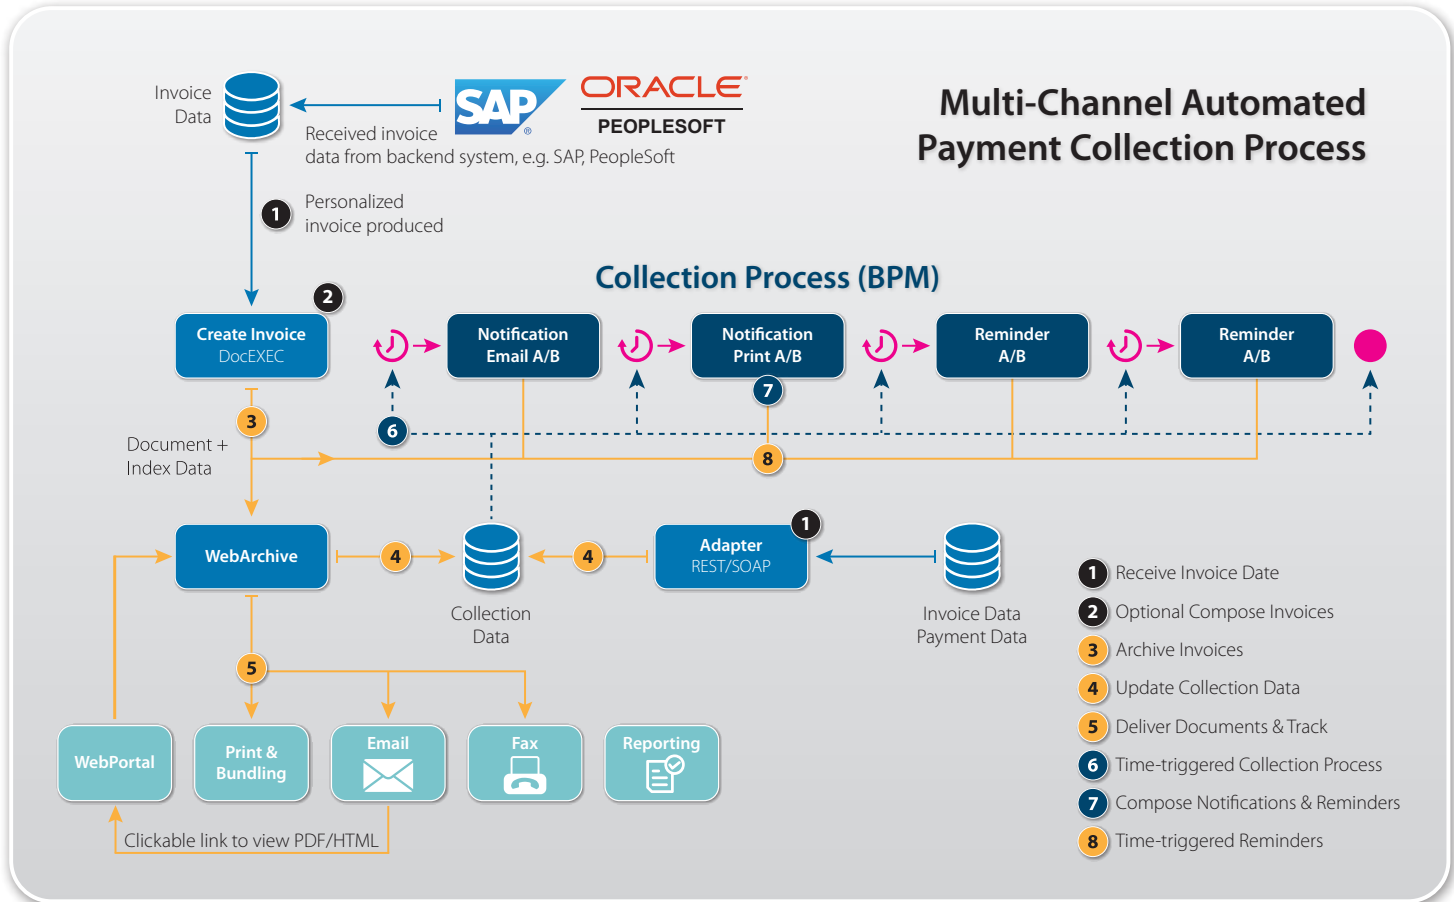 Multi-Channel Automated
Payment Collection Process
Invoice
Data
SAP
®
ORACLE®
PEOPLESOFT
Received invoice
data from backend system, e.g. SAP, PeopleSoft
1
Personalized
invoice produced
Collection Process (BPM)
2
Create Invoice
DocEXEC
Notification
Email A/B
Notification
Print A/B
Reminder
A/B
Reminder
A/B
7
3
6
Document +
Index Data
8
WebArchive
4
Collection
Data
4
Adapter
REST/SOAP
1
Invoice Data
Payment Data
5
WebPortal
Print &
Bundling
Email
Fax
Reporting
Clickable link to view PDF/HTML
1 Receive Invoice Date
2 Optional Compose Invoices
3 Archive Invoices
4 Update Collection Data
5 Deliver Documents & Track
6 Time-triggered Collection Process
7 Compose Notifications & Reminders
8 Time-triggered Reminders